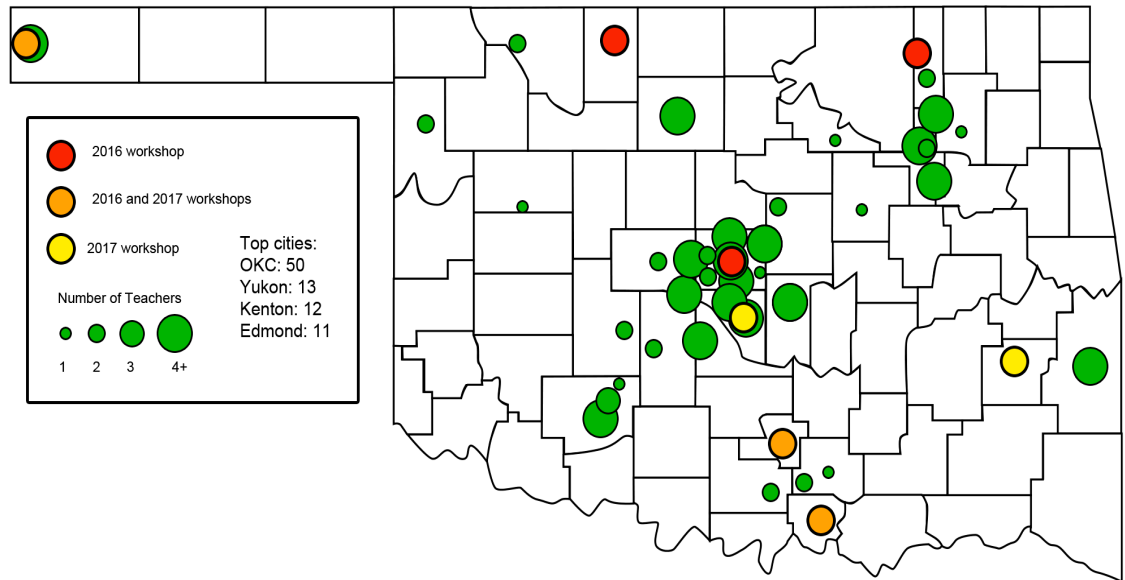 2016 workshop
2016 and 2017 workshops
2017 workshop
Top cities:
OKC: 50
Yukon: 13
Kenton: 12
Edmond: 11
Number of Teachers
1 2 3 4+